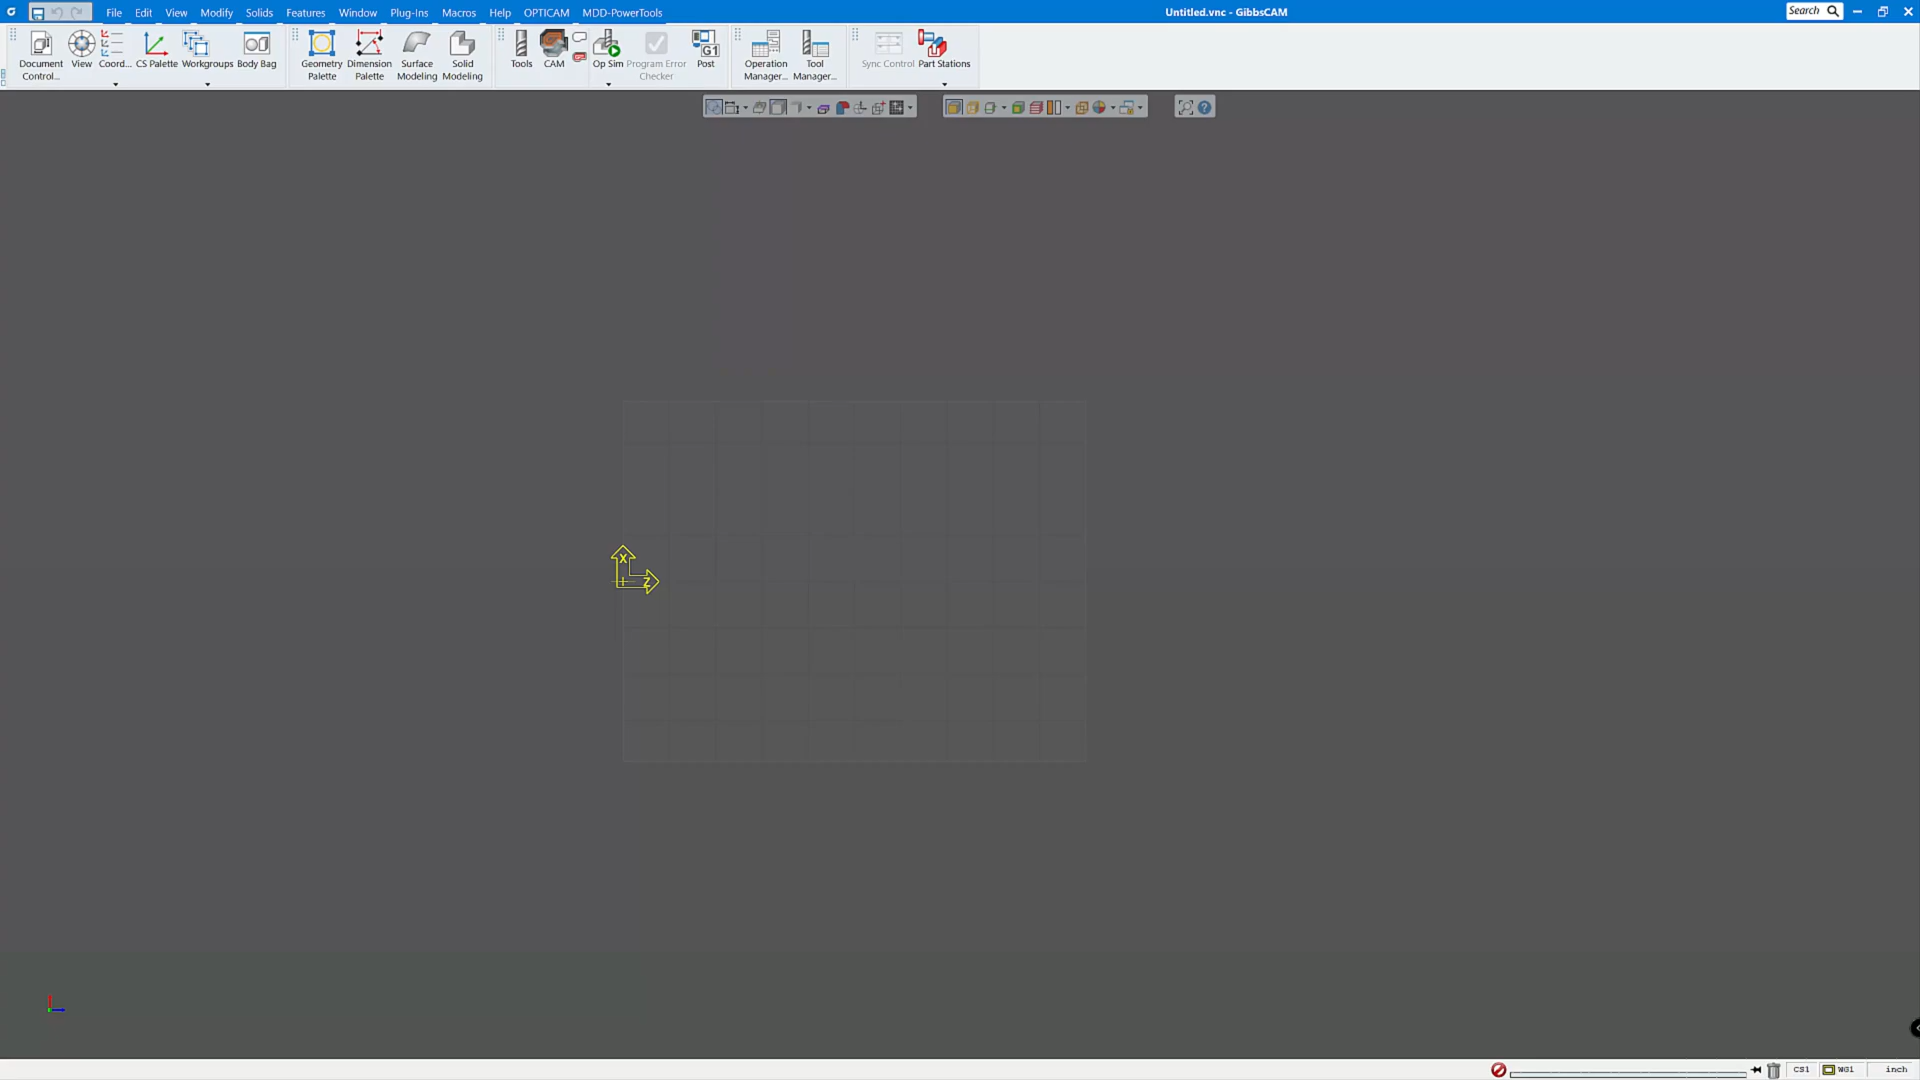 File Edit View Modify Solids Features Window Plug-Ins Macros Help OPTICAM MDD-PowerTools Untitled.vnc - GibbsCAM Search
Document Control... View Coord... CS Palette Workgroups Body Bag Geometry Palette Dimension Palette Surface Modeling Solid Modeling Tools CAM Op Sim Program Error Checker Post Operation Manager... Tool Manager... Sync Control Part Stations
G1
X
Z
CS1 WG1 inch